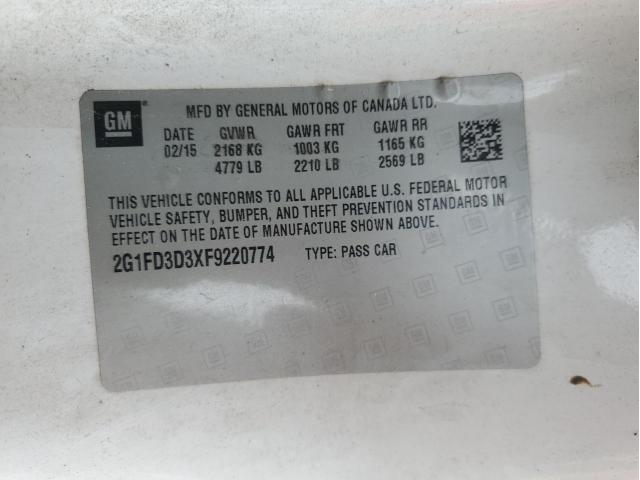 GM
MFD BY GENERAL MOTORS OF CANADA LTD.
DATE GVWR GAWR FRT GAWR RR
02/15 2168 KG 1003 KG 1165 KG
4779 LB 2210 LB 2569 LB
THIS VEHICLE CONFORMS TO ALL APPLICABLE U.S. FEDERAL MOTOR
VEHICLE SAFETY, BUMPER, AND THEFT PREVENTION STANDARDS IN
EFFECT ON THE DATE OF MANUFACTURE SHOWN ABOVE.
2G1FD3D3XF9220774 TYPE: PASS CAR